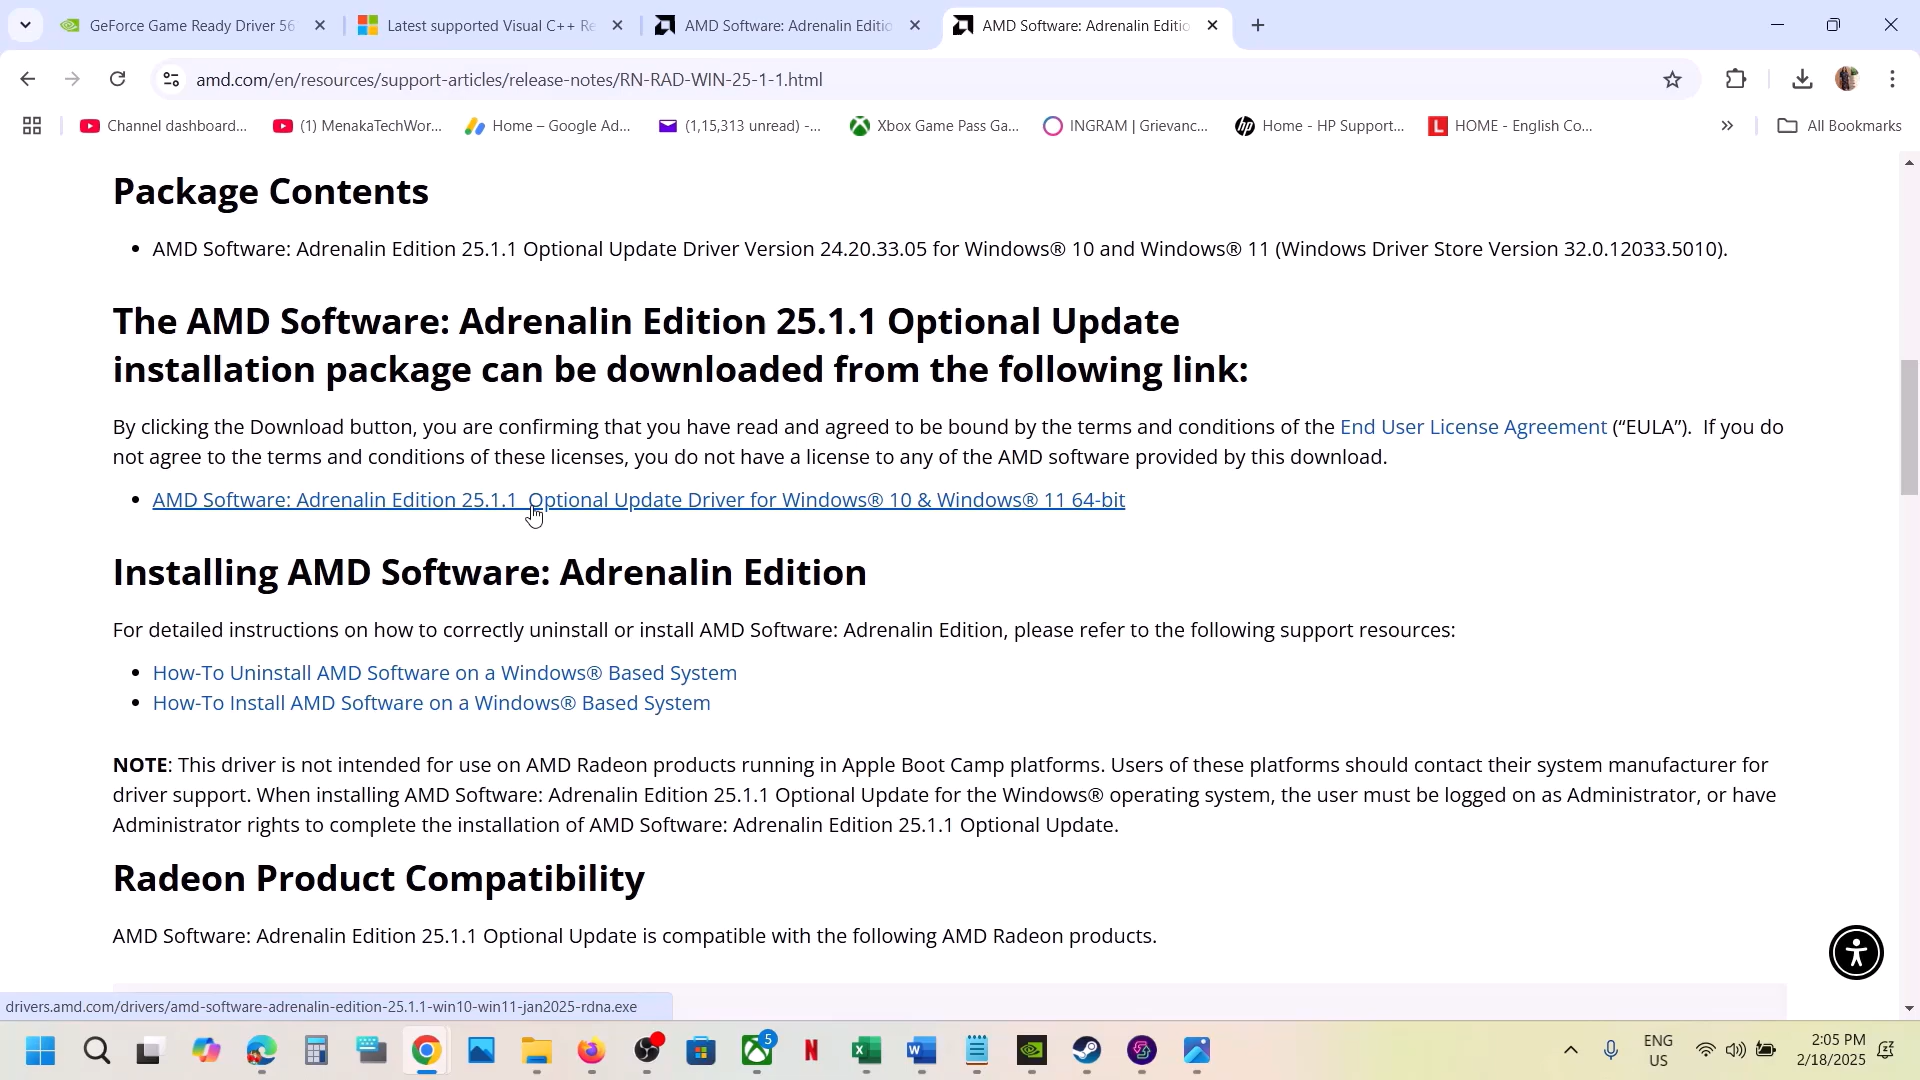 GeForce Game Ready Driver 56
Latest supported Visual C++ Re
AMD Software: Adrenalin Editio
AMD Software: Adrenalin Editio
amd.com/en/resources/support-articles/release-notes/RN-RAD-WIN-25-1-1.html
Channel dashboard...
(1) MenakaTechWor...
Home – Google Ad...
(1,15,313 unread) -...
Xbox Game Pass Ga...
INGRAM | Grievanc...
Home - HP Support...
HOME - English Co...
All Bookmarks
Package Contents
• AMD Software: Adrenalin Edition 25.1.1 Optional Update Driver Version 24.20.33.05 for Windows® 10 and Windows® 11 (Windows Driver Store Version 32.0.12033.5010).
The AMD Software: Adrenalin Edition 25.1.1 Optional Update
installation package can be downloaded from the following link:
By clicking the Download button, you are confirming that you have read and agreed to be bound by the terms and conditions of the End User License Agreement (“EULA”). If you do
not agree to the terms and conditions of these licenses, you do not have a license to any of the AMD software provided by this download.
• AMD Software: Adrenalin Edition 25.1.1 Optional Update Driver for Windows® 10 & Windows® 11 64-bit
Installing AMD Software: Adrenalin Edition
For detailed instructions on how to correctly uninstall or install AMD Software: Adrenalin Edition, please refer to the following support resources:
• How-To Uninstall AMD Software on a Windows® Based System
• How-To Install AMD Software on a Windows® Based System
NOTE: This driver is not intended for use on AMD Radeon products running in Apple Boot Camp platforms. Users of these platforms should contact their system manufacturer for
driver support. When installing AMD Software: Adrenalin Edition 25.1.1 Optional Update for the Windows® operating system, the user must be logged on as Administrator, or have
Administrator rights to complete the installation of AMD Software: Adrenalin Edition 25.1.1 Optional Update.
Radeon Product Compatibility
AMD Software: Adrenalin Edition 25.1.1 Optional Update is compatible with the following AMD Radeon products.
drivers.amd.com/drivers/amd-software-adrenalin-edition-25.1.1-win10-win11-jan2025-rdna.exe
5
ENG
US
2:05 PM
2/18/2025